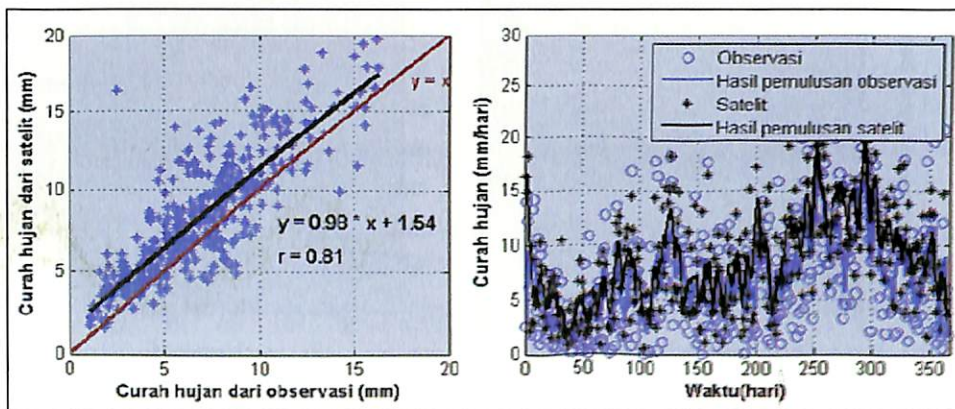 Curah hujan dari satelit (mm)
20
15
10
5
0
y = x
y = 0.98 * x + 1.54
r = 0.81
0 5 10 15 20
Curah hujan dari observasi (mm)
Curah hujan (mm/hari)
30
25
20
15
10
5
0
Observasi
Hasil pemulusan observasi
Satelit
Hasil pemulusan satelit
0 50 100 150 200 250 300 350
Waktu(hari)